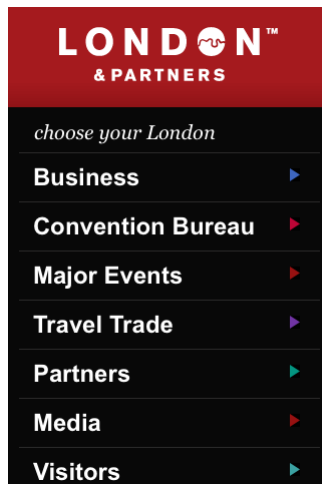 LONDON™
& PARTNERS
choose your London
Business
Convention Bureau
Major Events
Travel Trade
Partners
Media
Visitors